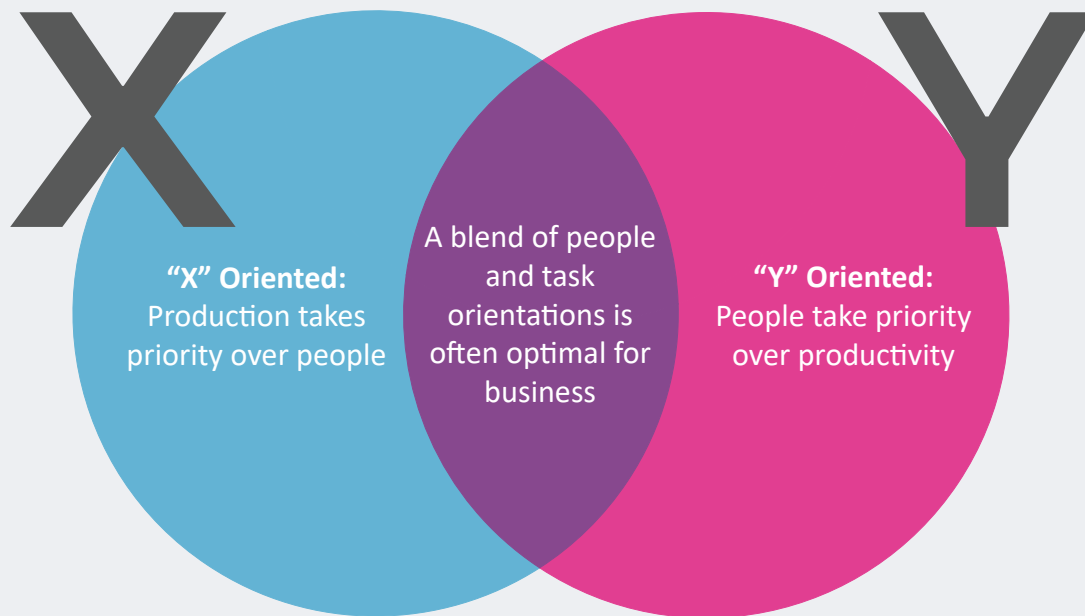 X
Y
“X” Oriented:
Production takes
priority over people
A blend of people
and task
orientations is
often optimal for
business
“Y” Oriented:
People take priority
over productivity